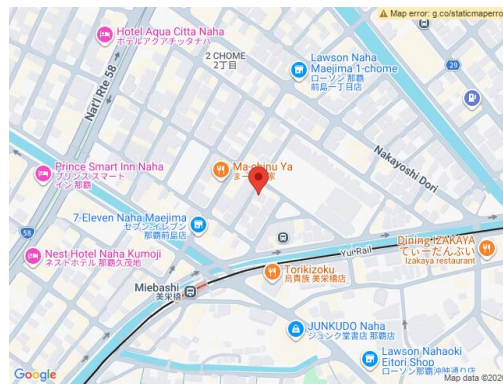 Map error: g.co/staticmaperro
Hotel Aqua Citta Naha
ホテルアクアチッタナハ
2 CHOME
2丁目
Lawson Naha
Maejima 1-chome
ローソン 那覇
前島一丁目店
29
Nat'l Rte 58
Nakayoshi Dori
Prince Smart
Inn Naha
プリンス スマート
イン 那覇
7-Eleven Naha Maejima
セブン-イレブン
那覇前島店
58
Nest Hotel Naha Kumoji
ネストホテル 那覇久茂地
Yui Rail
Dining IZAKAYA
てぃーだんぶい
Izakaya restaurant
Torikizoku
鳥貴族 美栄橋店
Miebashi
美栄橋
JUNKUDO Naha
ジュンク堂書店 那覇店
Lawson Nahaoki
Eitori Shop
ローソン那覇沖映通り店
Google
Map data ©202